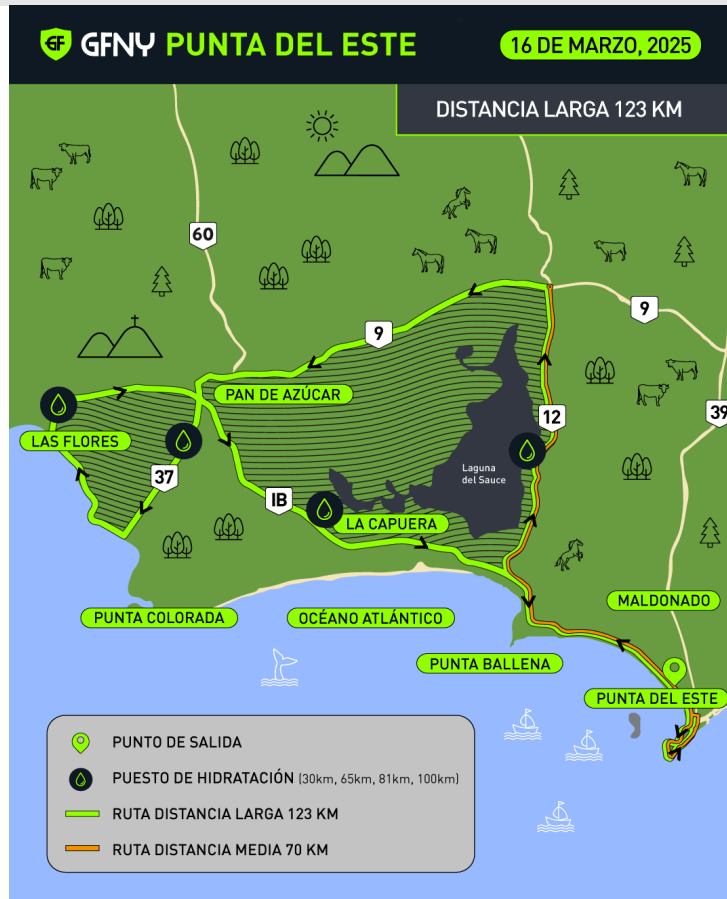 GF GFNY PUNTA DEL ESTE
16 DE MARZO, 2025
DISTANCIA LARGA 123 KM
60
9
9
PAN DE AZÚCAR
LAS FLORES
12
39
37
IB
Laguna
del Sauce
LA CAPUERA
MALDONADO
PUNTA COLORADA
OCÉANO ATLÁNTICO
PUNTA BALLENA
PUNTA DEL ESTE
PUNTO DE SALIDA
PUESTO DE HIDRATACIÓN (30km, 65km, 81km, 100km)
RUTA DISTANCIA LARGA 123 KM
RUTA DISTANCIA MEDIA 70 KM